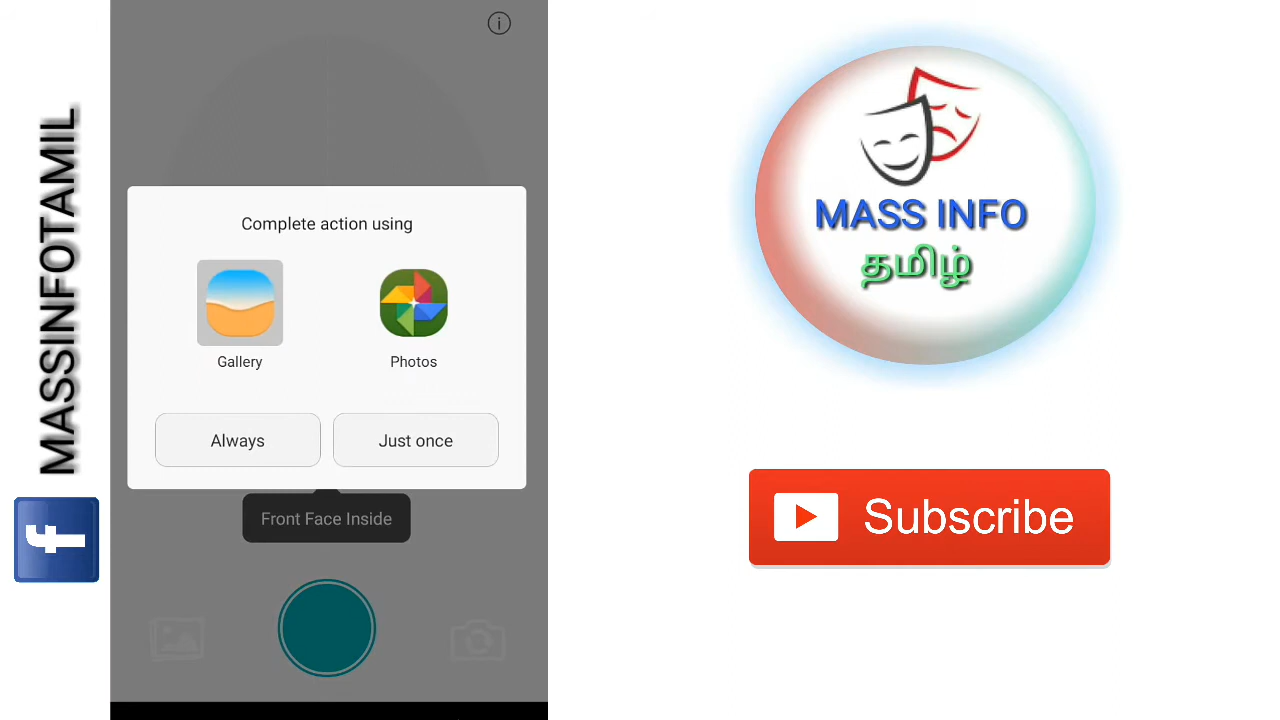 MASSINFOTAMIL
Complete action using
Gallery
Photos
Always
Just once
Front Face Inside
MASS INFO
தமிழ்
Subscribe